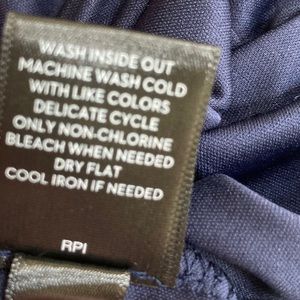 WASH INSIDE OUT
MACHINE WASH COLD
WITH LIKE COLORS
DELICATE CYCLE
ONLY NON-CHLORINE
BLEACH WHEN NEEDED
DRY FLAT
COOL IRON IF NEEDED
RPI